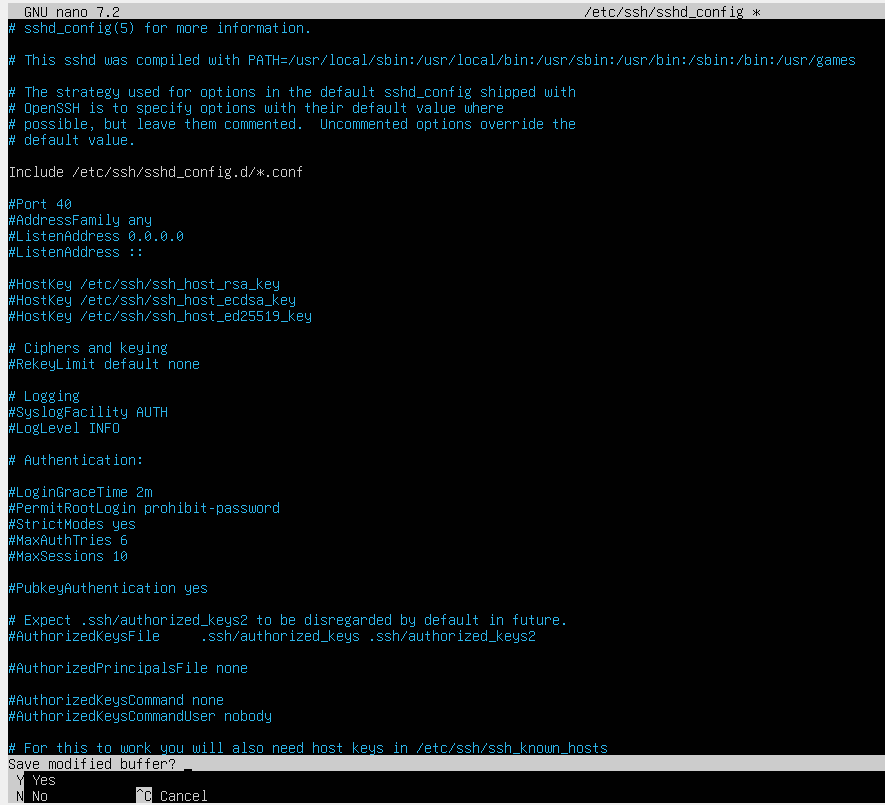 GNU nano 7.2 /etc/ssh/sshd_config *
# sshd_config(5) for more information.
# This sshd was compiled with PATH=/usr/local/sbin:/usr/local/bin:/usr/sbin:/usr/bin:/sbin:/bin:/usr/games
# The strategy used for options in the default sshd_config shipped with
# OpenSSH is to specify options with their default value where
# possible, but leave them commented.  Uncommented options override the
# default value.
Include /etc/ssh/sshd_config.d/*.conf
#Port 40
#AddressFamily any
#ListenAddress 0.0.0.0
#ListenAddress ::
#HostKey /etc/ssh/ssh_host_rsa_key
#HostKey /etc/ssh/ssh_host_ecdsa_key
#HostKey /etc/ssh/ssh_host_ed25519_key
# Ciphers and keying
#RekeyLimit default none
# Logging
#SyslogFacility AUTH
#LogLevel INFO
# Authentication:
#LoginGraceTime 2m
#PermitRootLogin prohibit-password
#StrictModes yes
#MaxAuthTries 6
#MaxSessions 10
#PubkeyAuthentication yes
# Expect .ssh/authorized_keys2 to be disregarded by default in future.
#AuthorizedKeysFile     .ssh/authorized_keys .ssh/authorized_keys2
#AuthorizedPrincipalsFile none
#AuthorizedKeysCommand none
#AuthorizedKeysCommandUser nobody
# For this to work you will also need host keys in /etc/ssh/ssh_known_hosts
Save modified buffer? _
Y Yes
N No ^C Cancel